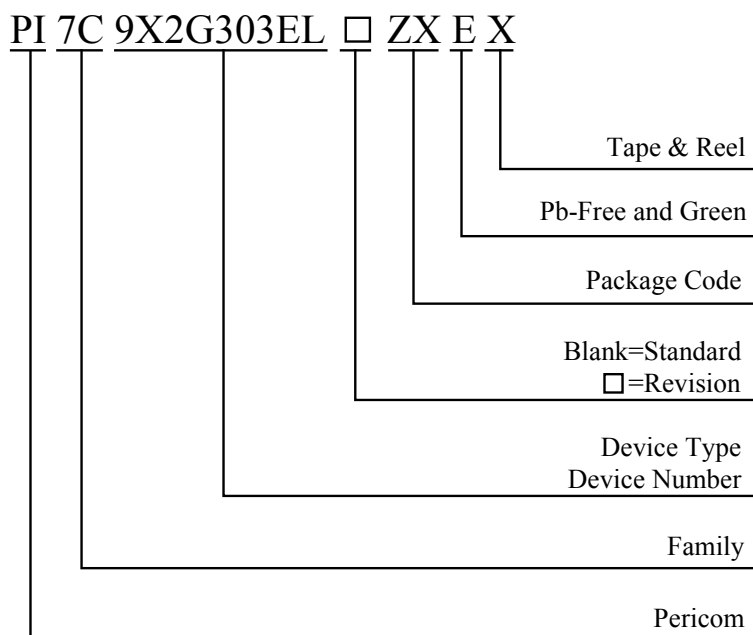 PI 7C 9X2G303EL □ ZX E X
Tape & Reel
Pb-Free and Green
Package Code
Blank=Standard
□=Revision
Device Type
Device Number
Family
Pericom